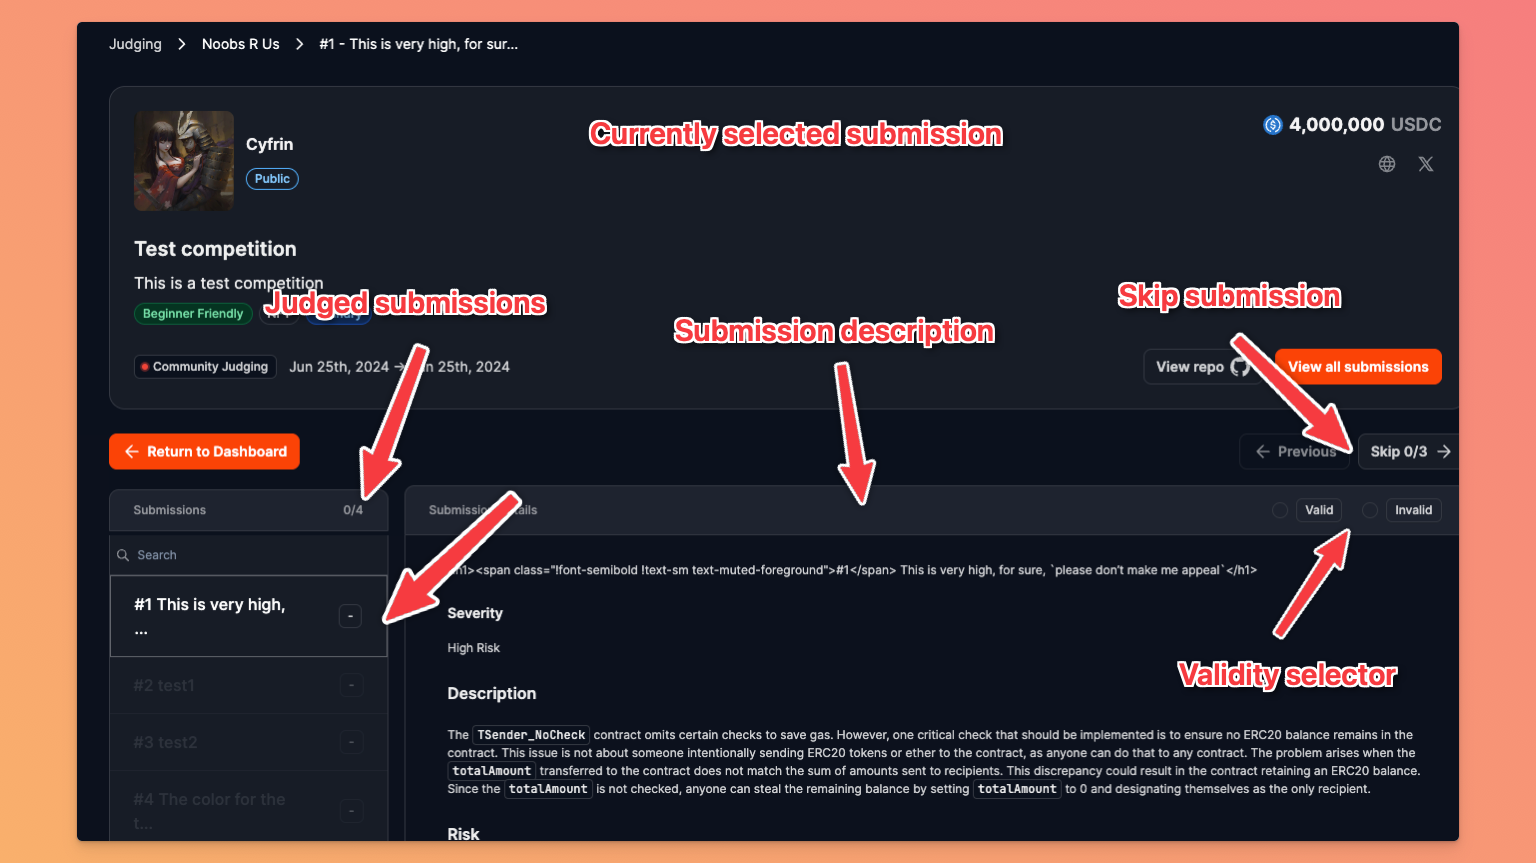 Judging > Noobs R Us > #1 - This is very high, for sur...
Currently selected submission
4,000,000 USDC
Cyfrin
Public
Test competition
This is a test competition
Judged submissions
Skip submission
Beginner Friendly
Submission description
Community Judging
Jun 25th, 2024 → 25th, 2024
View repo
View all submissions
← Return to Dashboard
← Previous
Skip 0/3 →
Submissions 0/4
Submission
Valid
Invalid
Search
<span class="!font-semibold !text-sm text-muted-foreground">#1</span> This is very high, for sure, `please don't make me appeal`</h1>
#1 This is very high,
...
-
Severity
High Risk
Validity selector
#2 test1
-
Description
#3 test2
-
The TSender_NoCheck contract omits certain checks to save gas. However, one critical check that should be implemented is to ensure no ERC20 balance remains in the
contract. This issue is not about someone intentionally sending ERC20 tokens or ether to the contract, as anyone can do that to any contract. The problem arises when the
totalAmount transferred to the contract does not match the sum of amounts sent to recipients. This discrepancy could result in the contract retaining an ERC20 balance.
Since the totalAmount is not checked, anyone can steal the remaining balance by setting totalAmount to 0 and designating themselves as the only recipient.
#4 The color for the
t...
-
Risk